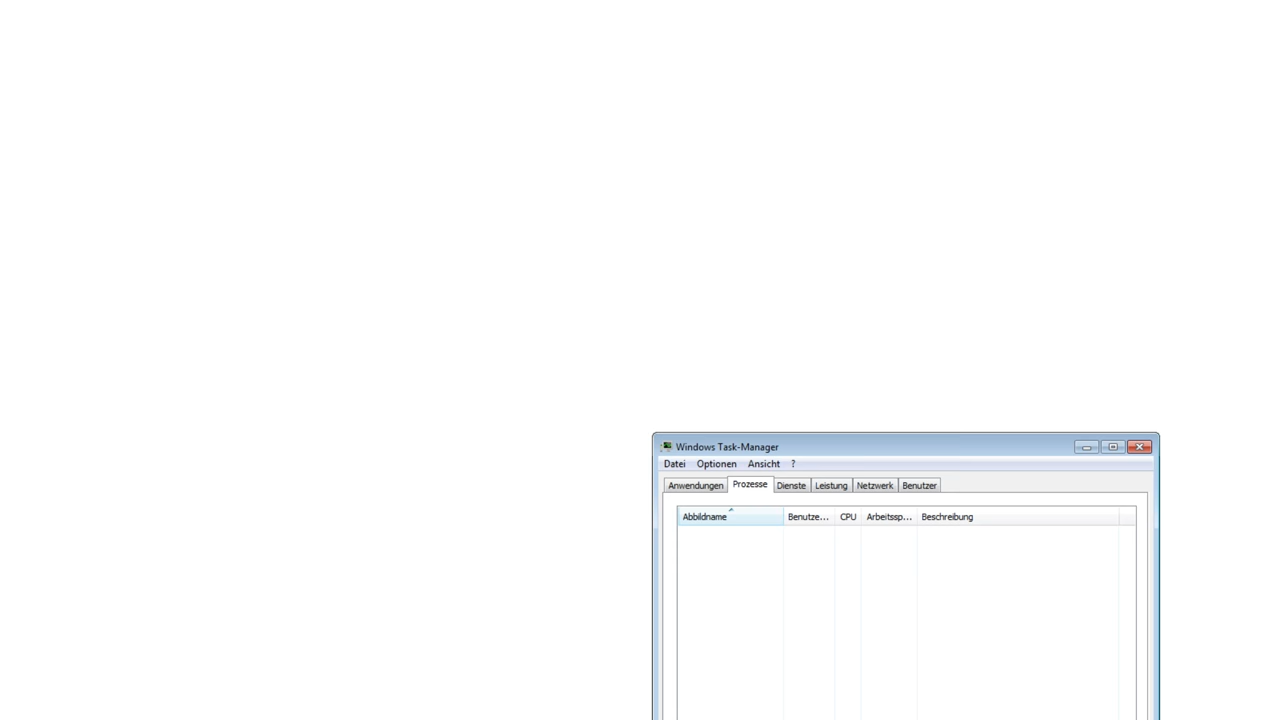 Windows Task-Manager
Datei Optionen Ansicht ?
Anwendungen Prozesse Dienste Leistung Netzwerk Benutzer
Abbildname Benutze... CPU Arbeitssp... Beschreibung